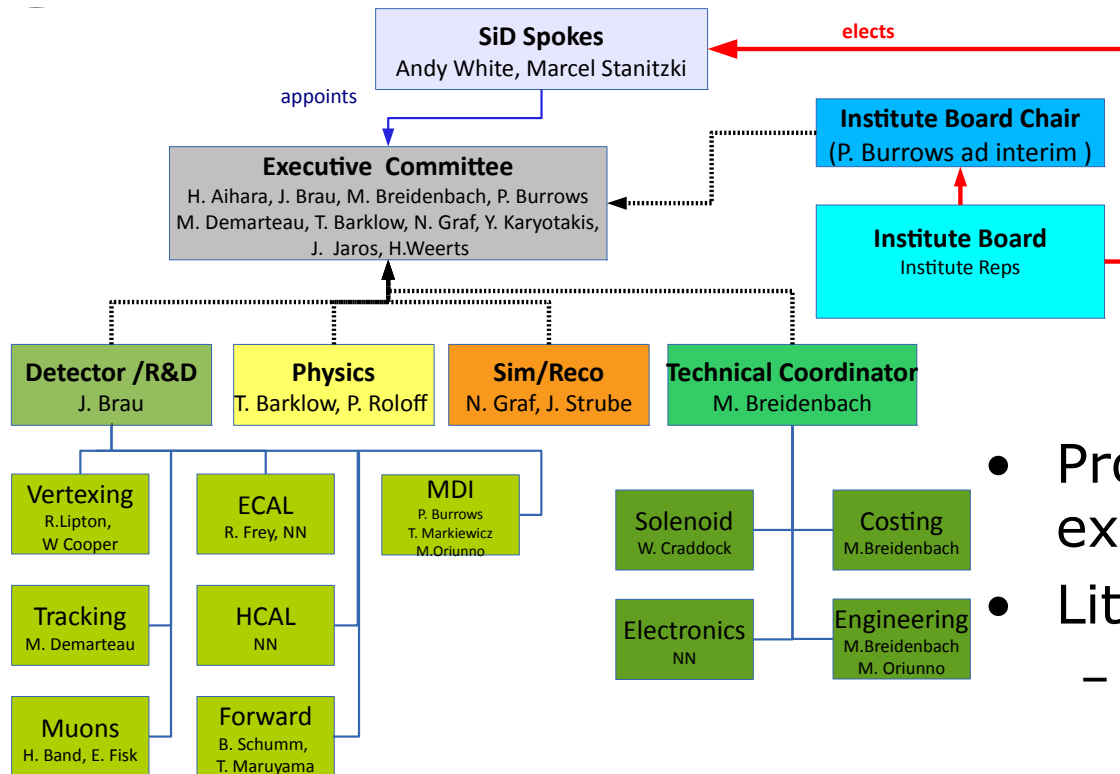 SiD Spokes
Andy White, Marcel Stanitzki
elects
appoints
Institute Board Chair
(P. Burrows ad interim )
Executive Committee
H. Aihara, J. Brau, M. Breidenbach, P. Burrows
M. Demarteau, T. Barklow, N. Graf, Y. Karyotakis,
J. Jaros, H.Weerts
Institute Board
Institute Reps
Detector /R&D
J. Brau
Physics
T. Barklow, P. Roloff
Sim/Reco
N. Graf, J. Strube
Technical Coordinator
M. Breidenbach
Vertexing
R.Lipton,
W Cooper
ECAL
R. Frey, NN
MDI
P. Burrows
T. Markiewicz
M.Oriunno
Solenoid
W. Craddock
Costing
M.Breidenbach
Tracking
M. Demarteau
HCAL
NN
Electronics
NN
Engineering
M.Breidenbach
M. Oriunno
Muons
H. Band, E. Fisk
Forward
B. Schumm,
T. Maruyama
• Pro
ex
• Lit
–